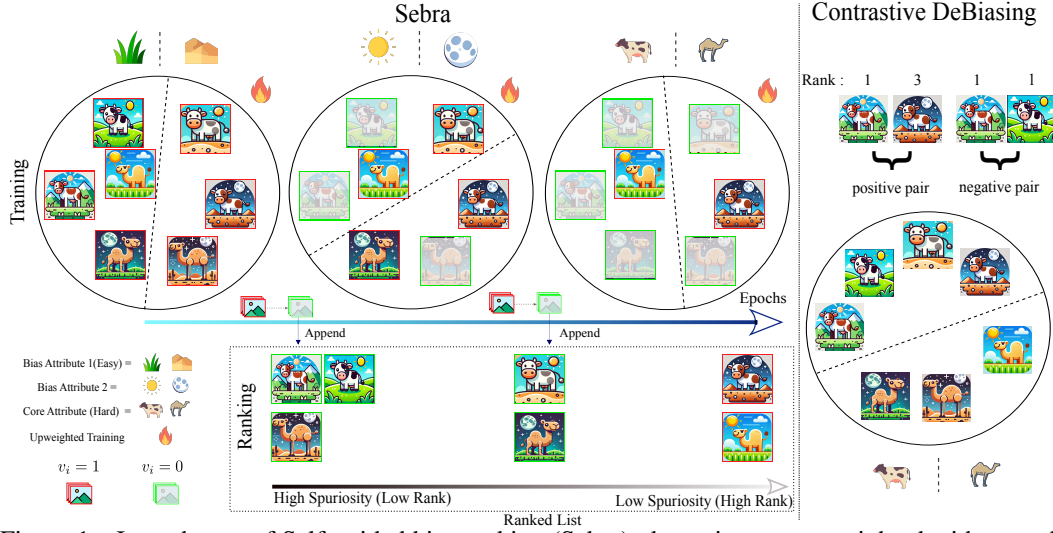 Sebra
Contrastive DeBiasing
Rank : 1 3 1 1
positive pair
negative pair
Training
Epochs
Append
Append
Bias Attribute 1(Easy) =
Bias Attribute 2 =
Core Attribute (Hard) =
Upweighted Training
v_i = 1
v_i = 0
Ranking
High Spuriosity (Low Rank)
Low Spuriosity (High Rank)
Ranked List